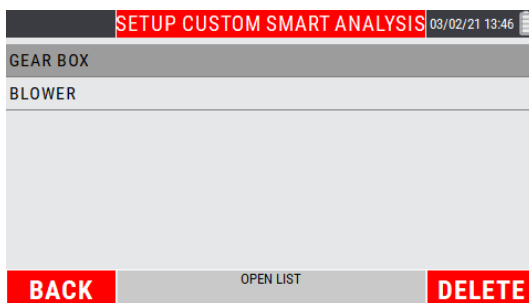 SETUP CUSTOM SMART ANALYSIS 03/02/21 13:46
GEAR BOX
BLOWER
BACK OPEN LIST DELETE